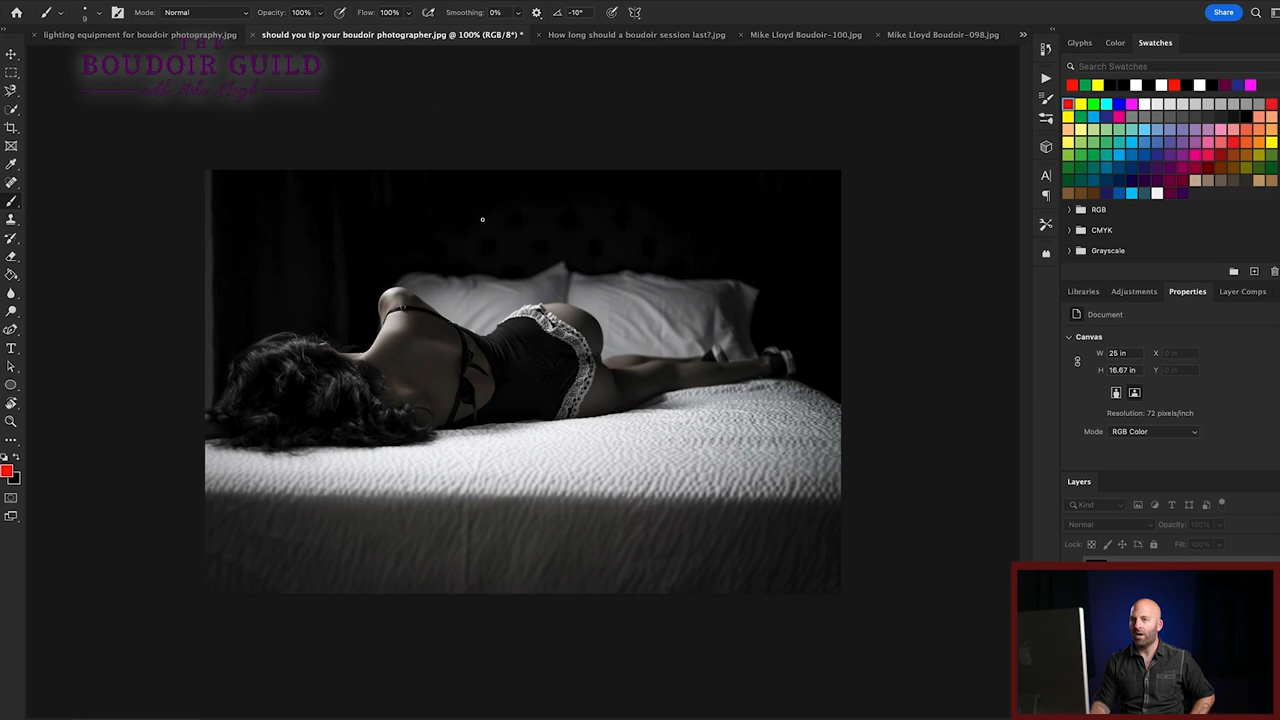 Mode: Normal Opacity: 100% Flow: 100% Smoothing: 0% -10° Share
lighting equipment for boudoir photography.jpg should you tip your boudoir photographer.jpg @ 100% (RGB/8*) * How long should a boudoir session last?.jpg Mike Lloyd Boudoir-100.jpg Mike Lloyd Boudoir-098.jpg
9
THE
BOUDOIR GUILD
Glyphs Color Swatches
Search Swatches
RGB
CMYK
Grayscale
Libraries Adjustments Properties Layer Comps
Document
Canvas
W 25 in X 0 in
H 16.67 in Y 0 in
Resolution: 72 pixels/inch
Mode RGB Color
Layers
Kind
Normal Opacity: 100%
Lock: Fill: 100%